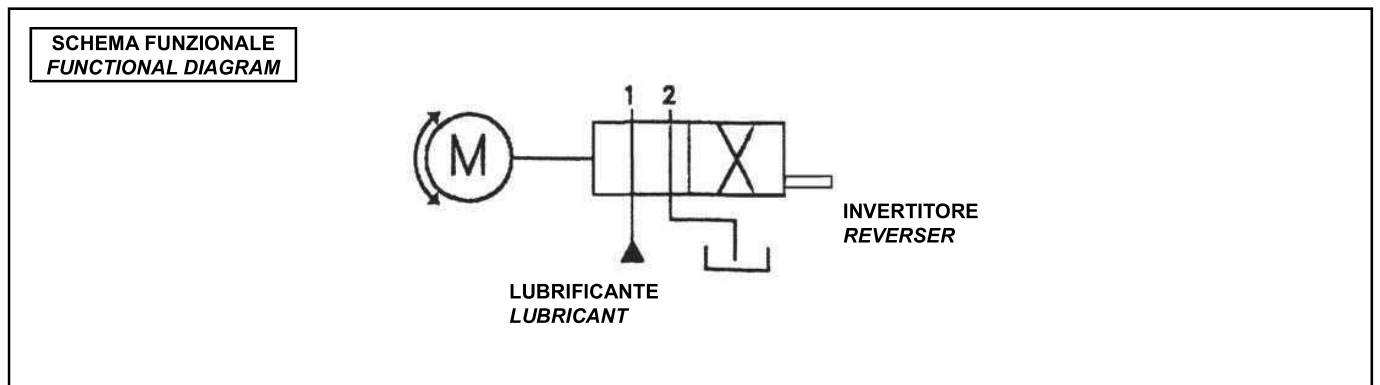 SCHEMA FUNZIONALE
FUNCTIONAL DIAGRAM
1 2
M
INVERTITORE
REVERSER
LUBRIFICANTE
LUBRICANT